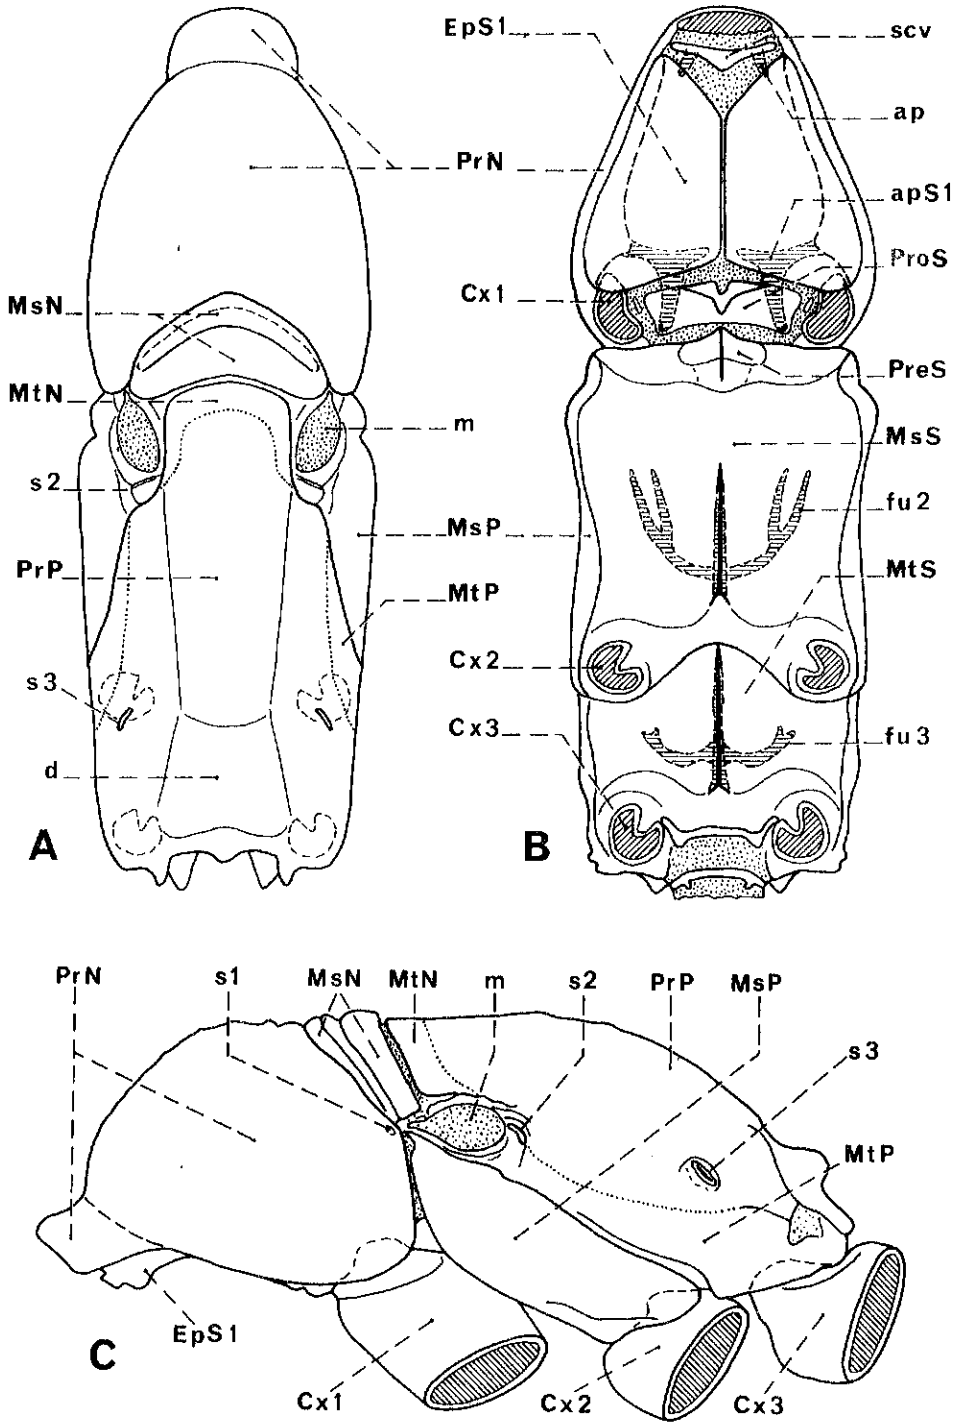 EpS1
scv
ap
PrN
apS1
ProS
MsN
Cx1
PreS
MtN
m
MsS
s2
fu2
MsP
PrP
MtS
MtP
Cx2
s3
Cx3
fu3
d
A
B
PrN
s1
MsN
MtN
m
s2
PrP
MsP
s3
MtP
EpS1
C
Cx1
Cx2
Cx3